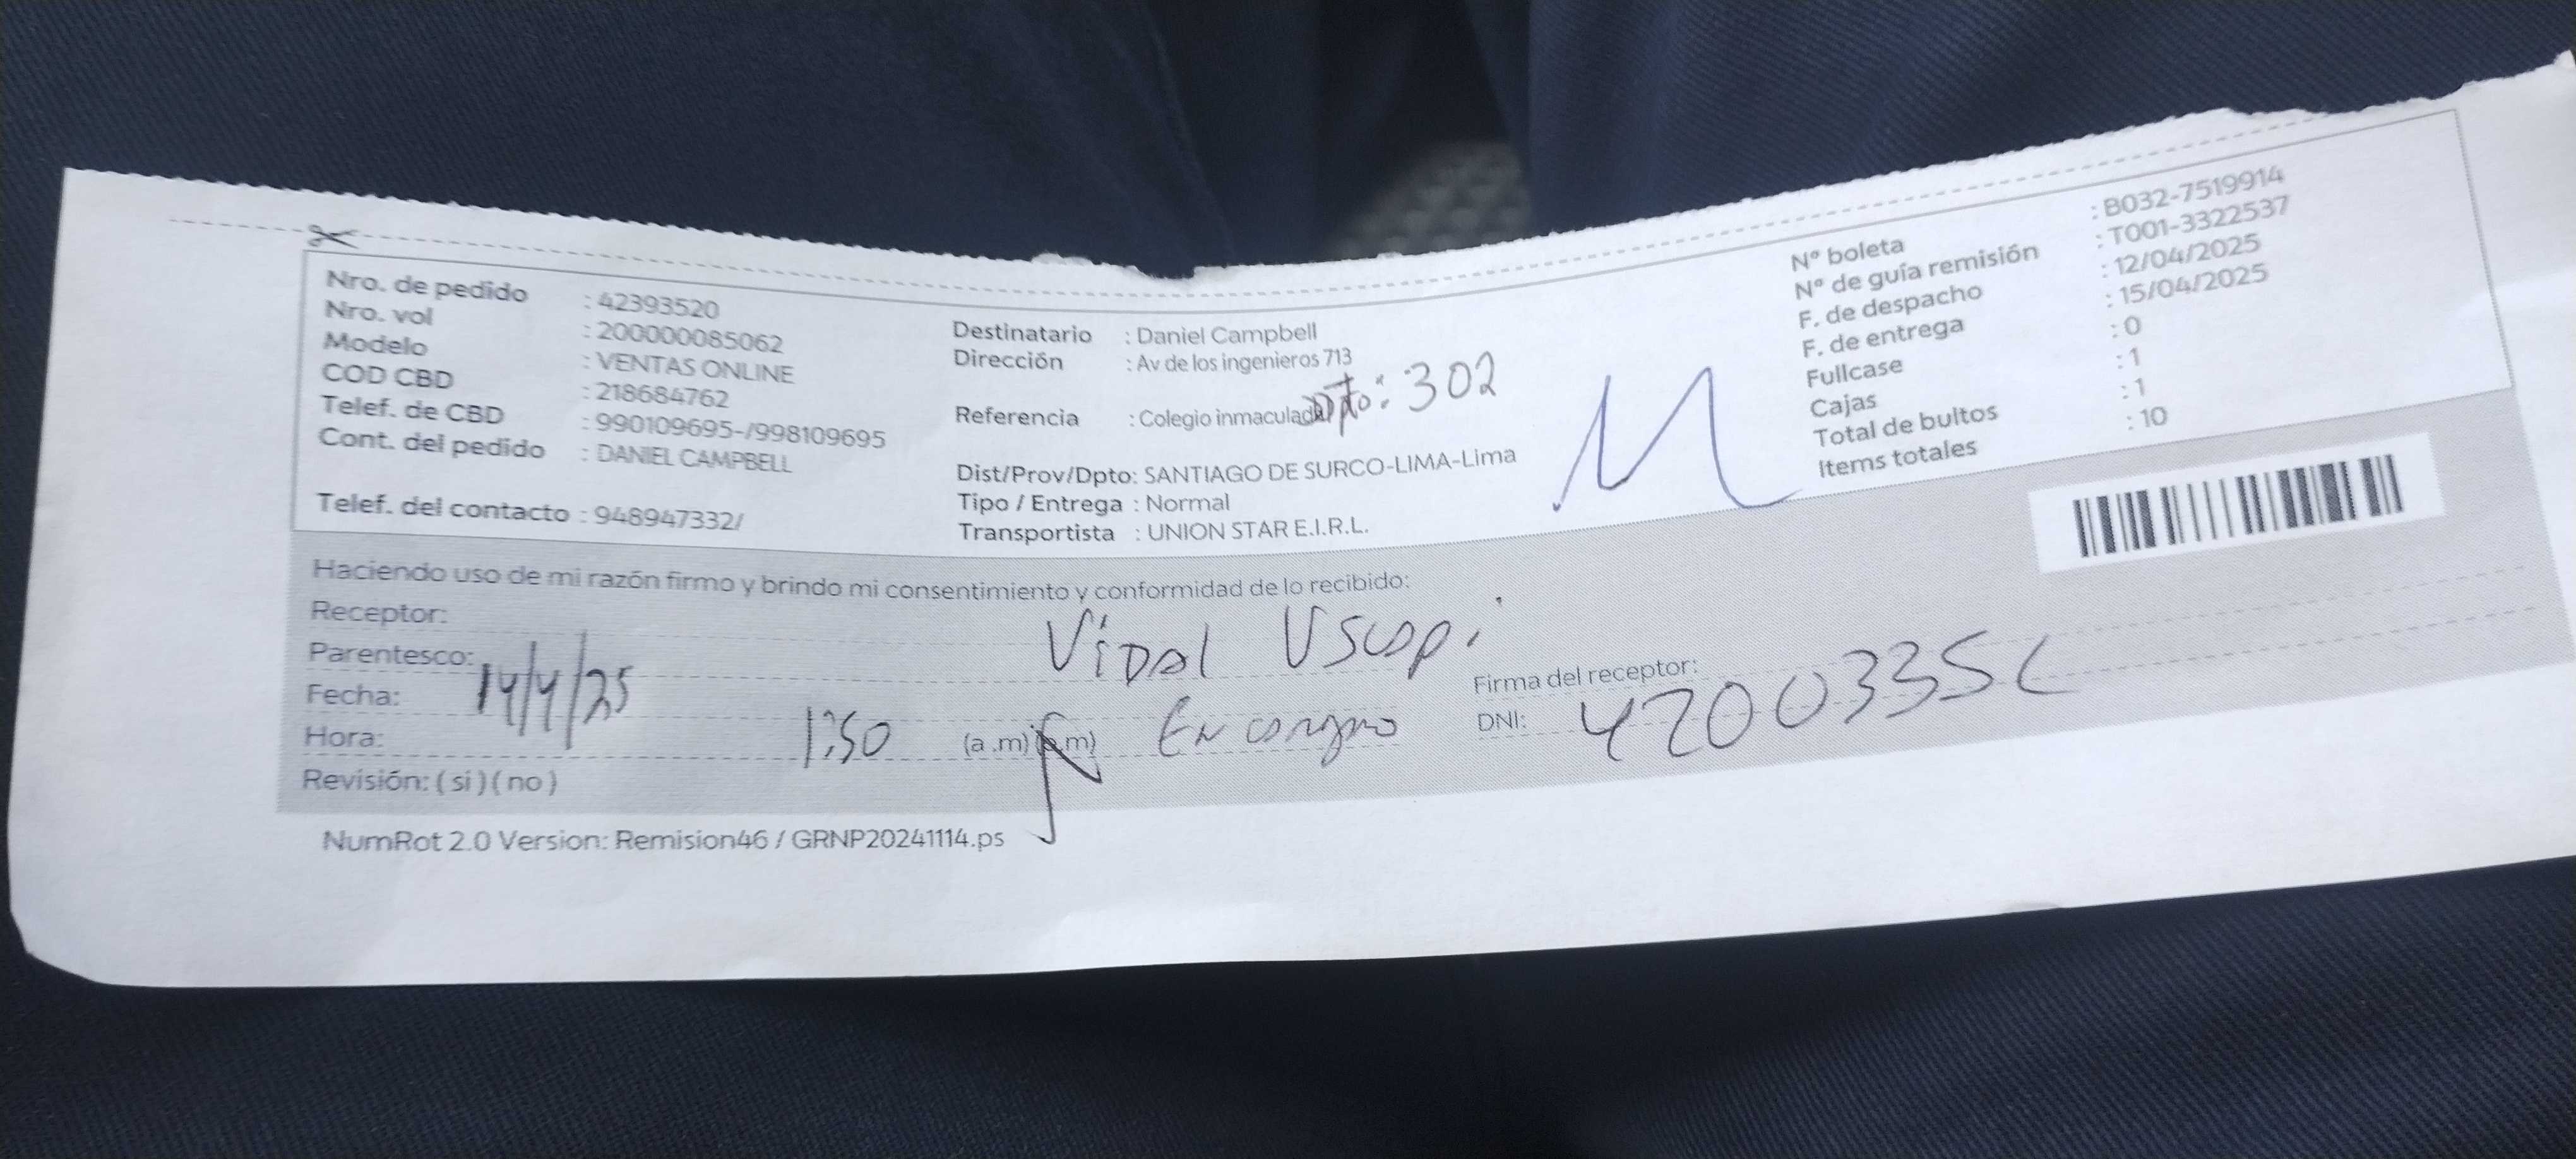 Nro. de pedido : 42393520
Nro. vol : 200000085062
Modelo : VENTAS ONLINE
COD CBD : 218684762
Telef. de CBD : 990109695-/998109695
Cont. del pedido : DANIEL CAMPBELL
Telef. del contacto : 948947332/
Destinatario : Daniel Campbell
Dirección : Av de los ingenieros 713
Dpto: 302
Referencia : Colegio inmaculada
Dist/Prov/Dpto: SANTIAGO DE SURCO-LIMA-Lima
Tipo / Entrega : Normal
Transportista : UNION STAR E.I.R.L.
N° boleta : B032-7519914
N° de guía remisión : T001-3322537
F. de despacho : 12/04/2025
F. de entrega : 15/04/2025
Fullcase : 0
Cajas : 1
Total de bultos : 1
Items totales : 10
Haciendo uso de mi razón firmo y brindo mi consentimiento y conformidad de lo recibido:
Receptor:
Vidal
Parentesco:
Firma del receptor:
Fecha: 14/4/25
DNI:
Hora: 1:50 (a.m) (p.m)
Revisión: ( si ) ( no )
NumRot 2.0 Version: Remision46 / GRNP20241114.ps